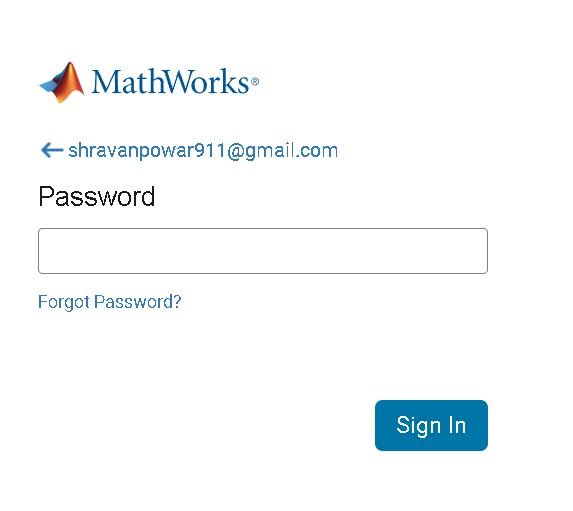 MathWorks®
← shravanpowar911@gmail.com
Password
Forgot Password?
Sign In